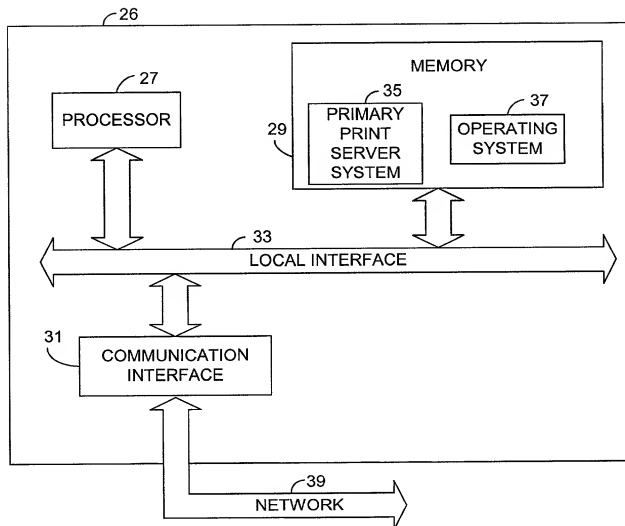 26
27
PROCESSOR
MEMORY
35
PRIMARY
PRINT
SERVER
SYSTEM
37
OPERATING
SYSTEM
29
33
LOCAL INTERFACE
31
COMMUNICATION
INTERFACE
39
NETWORK